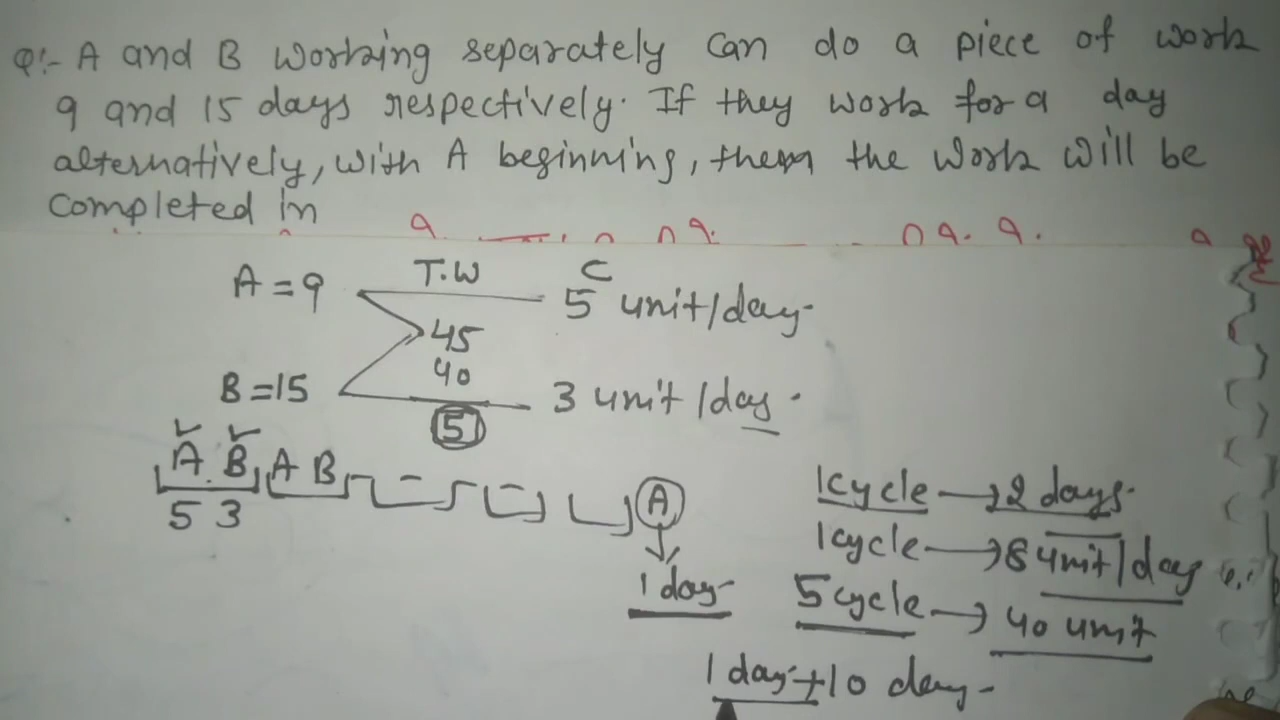 Q:- A and B working separately can do a piece of work
9 and 15 days respectively. If they work for a day
alternatively, with A beginning, them the work will be
completed in
T.W C
A = 9 5 unit/day-
45
40
B = 15 3 unit /day.
5
A B A B A
5 3
1 day-
1 cycle → 2 days.
1 cycle → 8 unit/day
5 cycle → 40 unit
1 day + 10 day-